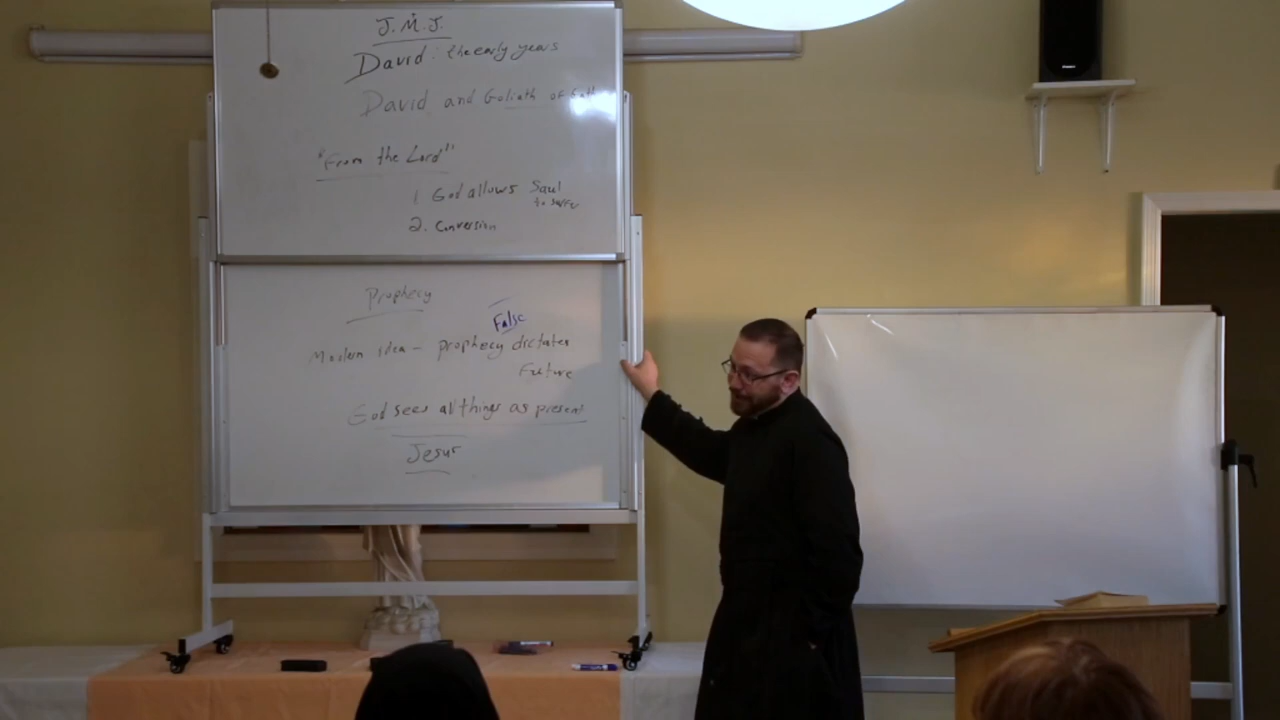 J.M.J.
David: the early years
David and Goliath of Gath
"From the Lord"
1 God allows Saul
to suffer
2. Conversion
Prophecy
False
Modern idea – prophecy dictates
Future
God sees all things as present
Jesus